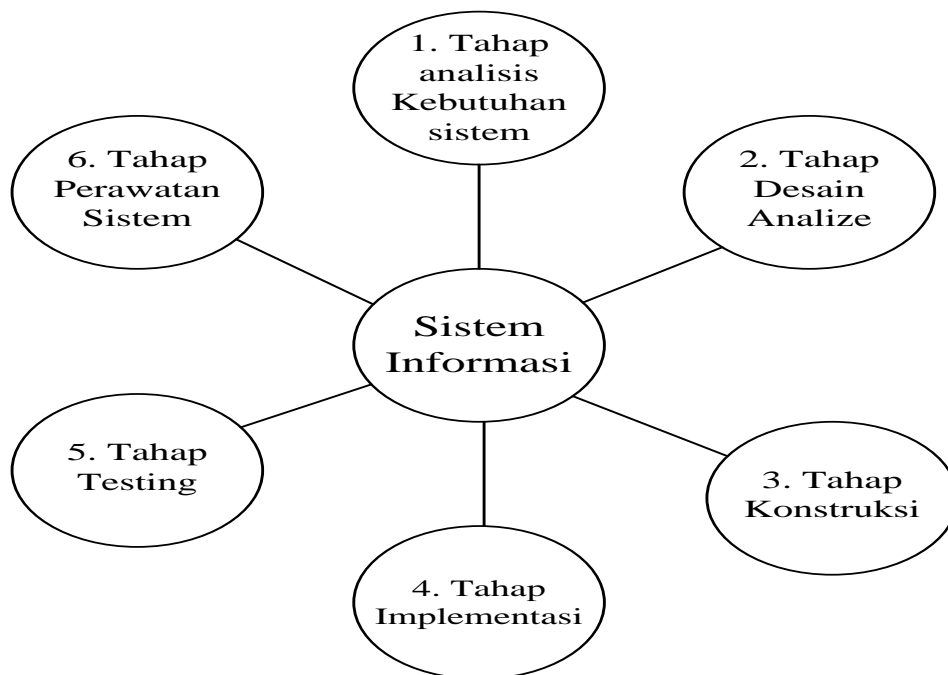 1. Tahap
analisis
Kebutuhan
sistem
2. Tahap
Desain
Analize
3. Tahap
Konstruksi
4. Tahap
Implementasi
5. Tahap
Testing
6. Tahap
Perawatan
Sistem
Sistem
Informasi